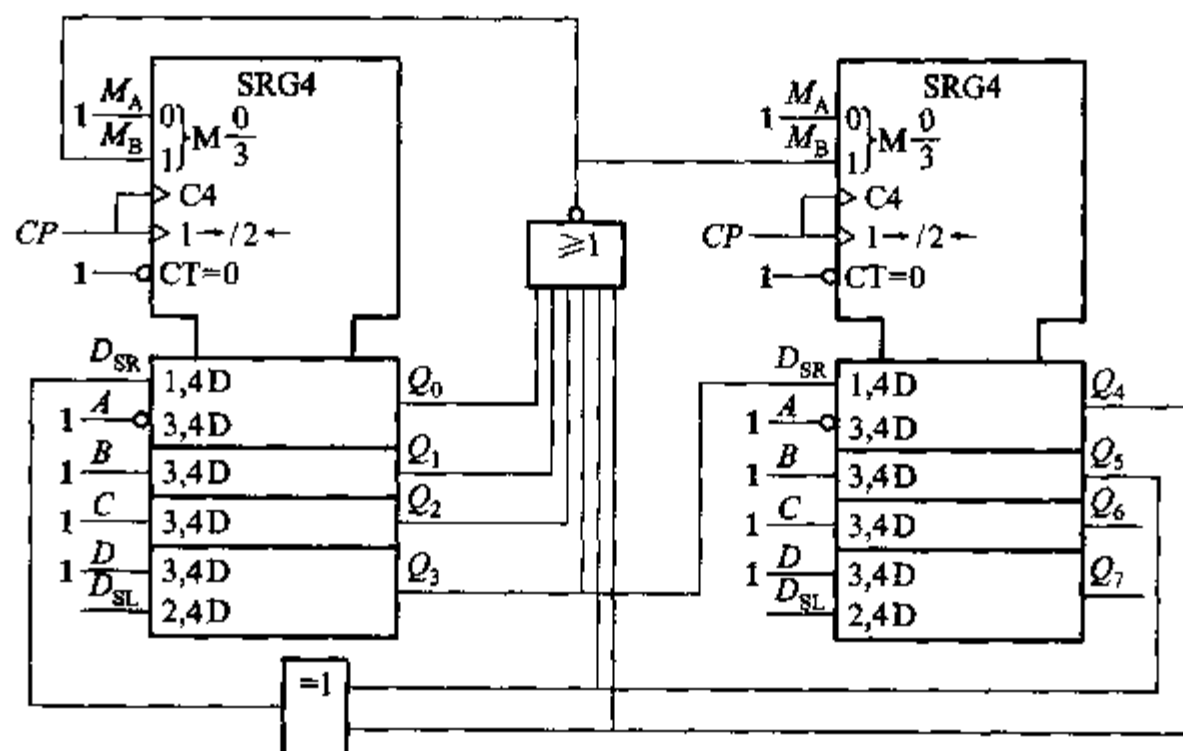 SRG4
1 M_A 0
M_B 1 } M 0/3
C4
CP 1→/2←
1 CT=0
D_SR 1,4D Q_0
1 A 3,4D
1 B 3,4D Q_1
1 C 3,4D Q_2
1 D 3,4D Q_3
D_SL 2,4D
≥1
=1
SRG4
1 M_A 0
M_B 1 } M 0/3
C4
CP 1→/2←
1 CT=0
D_SR 1,4D Q_4
1 A 3,4D
1 B 3,4D Q_5
1 C 3,4D Q_6
1 D 3,4D Q_7
D_SL 2,4D